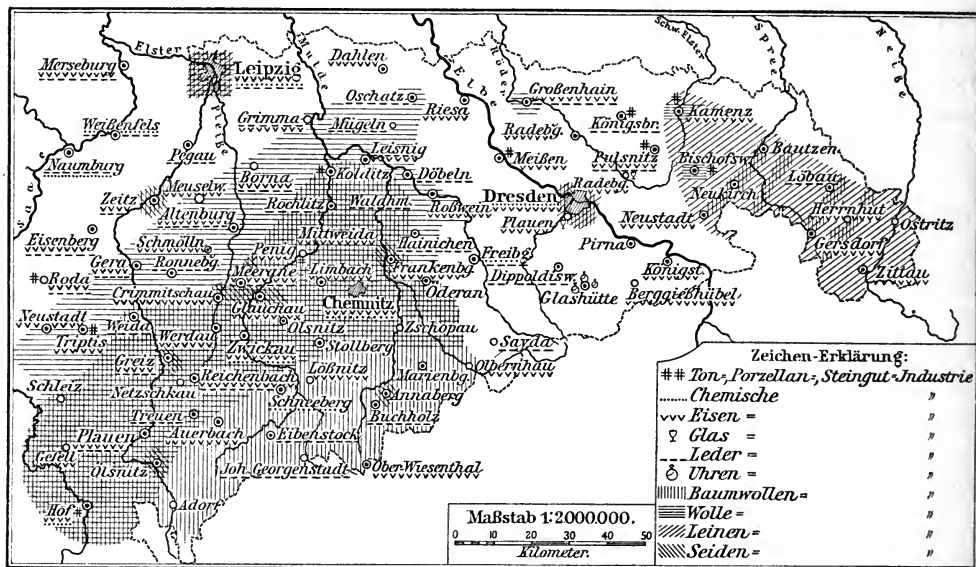 Elster
Mulde
Elbe
Röder
Schw. Elster
Spree
Neiße
Merseburg
Leipzig
Dahlen
Pleiße
Oschatz
Riesa
Großenhain
Kamenz
Weißenfels
Grimma
Mügeln
Radebg.
Königsbn
Naumburg
Pegau
Leisnig
Meißen
Pulsnitz
Bischofsw.
Bautzen
Borna
Kolditz
Döbeln
Löbau
Zeitz
Meuselw.
Altenburg
Rochlitz
Waldhm.
Roßwein
Dresden
Radebg.
Neukirch
Herrnhut
Ostritz
Eisenberg
Schmölln
Mittweida
Hainichen
Plauen
Neustadt
Gersdorf
Penig
Freibg.
Pirna
Zittau
Gera
Ronnebg.
Meerane
Limbach
Frankenbg.
Dippoldisw.
Königst.
Roda
Crimmitschau
Glauchau
Chemnitz
Oderan
Glashütte
Berggießhübel
Neustadt
Weida
Ölsnitz
Zschopau
Triptis
Werdau
Zwickau
Stollberg
Sayda
Greiz
Olbernhau
Schleiz
Reichenbach
Lößnitz
Marienbg.
Netzschkau
Schneeberg
Annaberg
Treuen
Buchholz
Plauen
Auerbach
Eibenstock
Gefell
Ölsnitz
Joh. Georgenstadt
Ober-Wiesenthal
Hof
Adorf
Maßstab 1:2000.000.
0 10 20 30 40 50
Kilometer.
Zeichen-Erklärung:
Ton=, Porzellan=, Steingut=Industrie
Chemische "
Eisen = "
Glas = "
Leder = "
Uhren = "
Baumwollen = "
Wolle = "
Leinen = "
Seiden = "